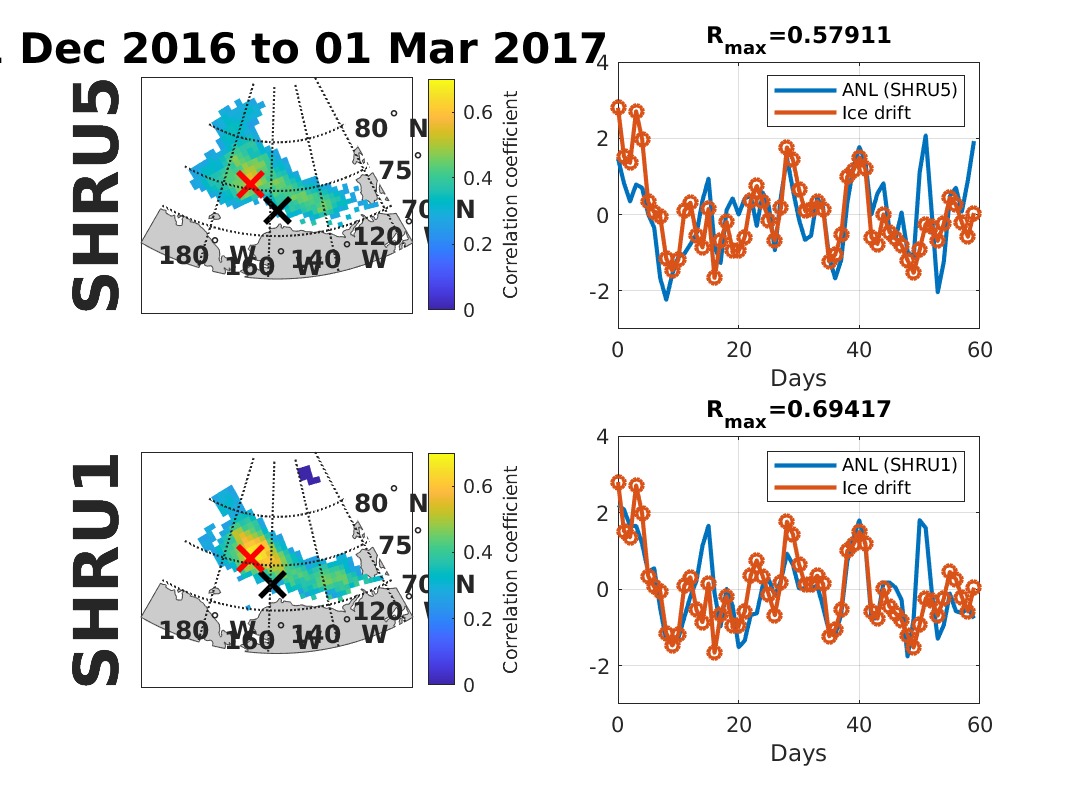 Dec 2016 to 01 Mar 2017
SHRU5
80° N
75°
70 N
180° W
160° W
140° W
120°
0.6
0.4
0.2
0
Correlation coefficient
Rmax=0.57911
ANL (SHRU5)
Ice drift
4
2
0
-2
0 20 40 60
Days
SHRU1
80° N
75°
70 N
180° W
160° W
140° W
120°
0.6
0.4
0.2
0
Correlation coefficient
Rmax=0.69417
ANL (SHRU1)
Ice drift
4
2
0
-2
0 20 40 60
Days